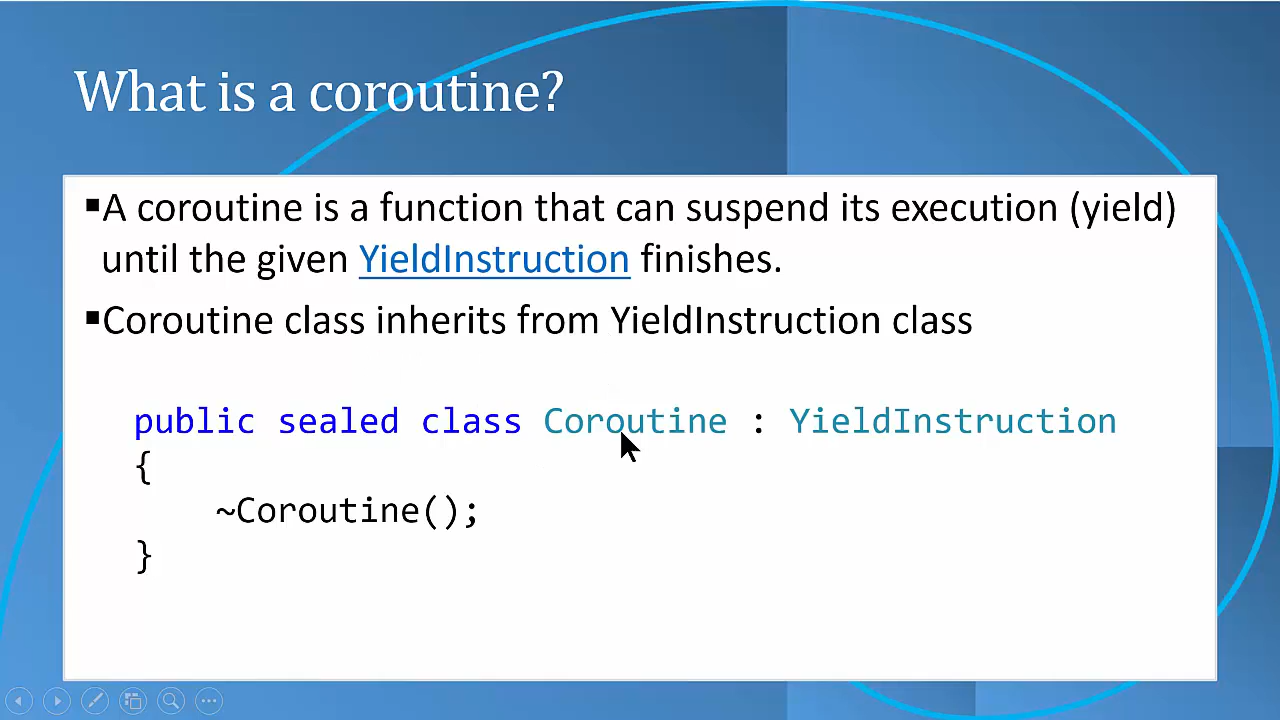 What is a coroutine?
▪A coroutine is a function that can suspend its execution (yield)
until the given YieldInstruction finishes.
▪Coroutine class inherits from YieldInstruction class
public sealed class Coroutine : YieldInstruction
{
~Coroutine();
}